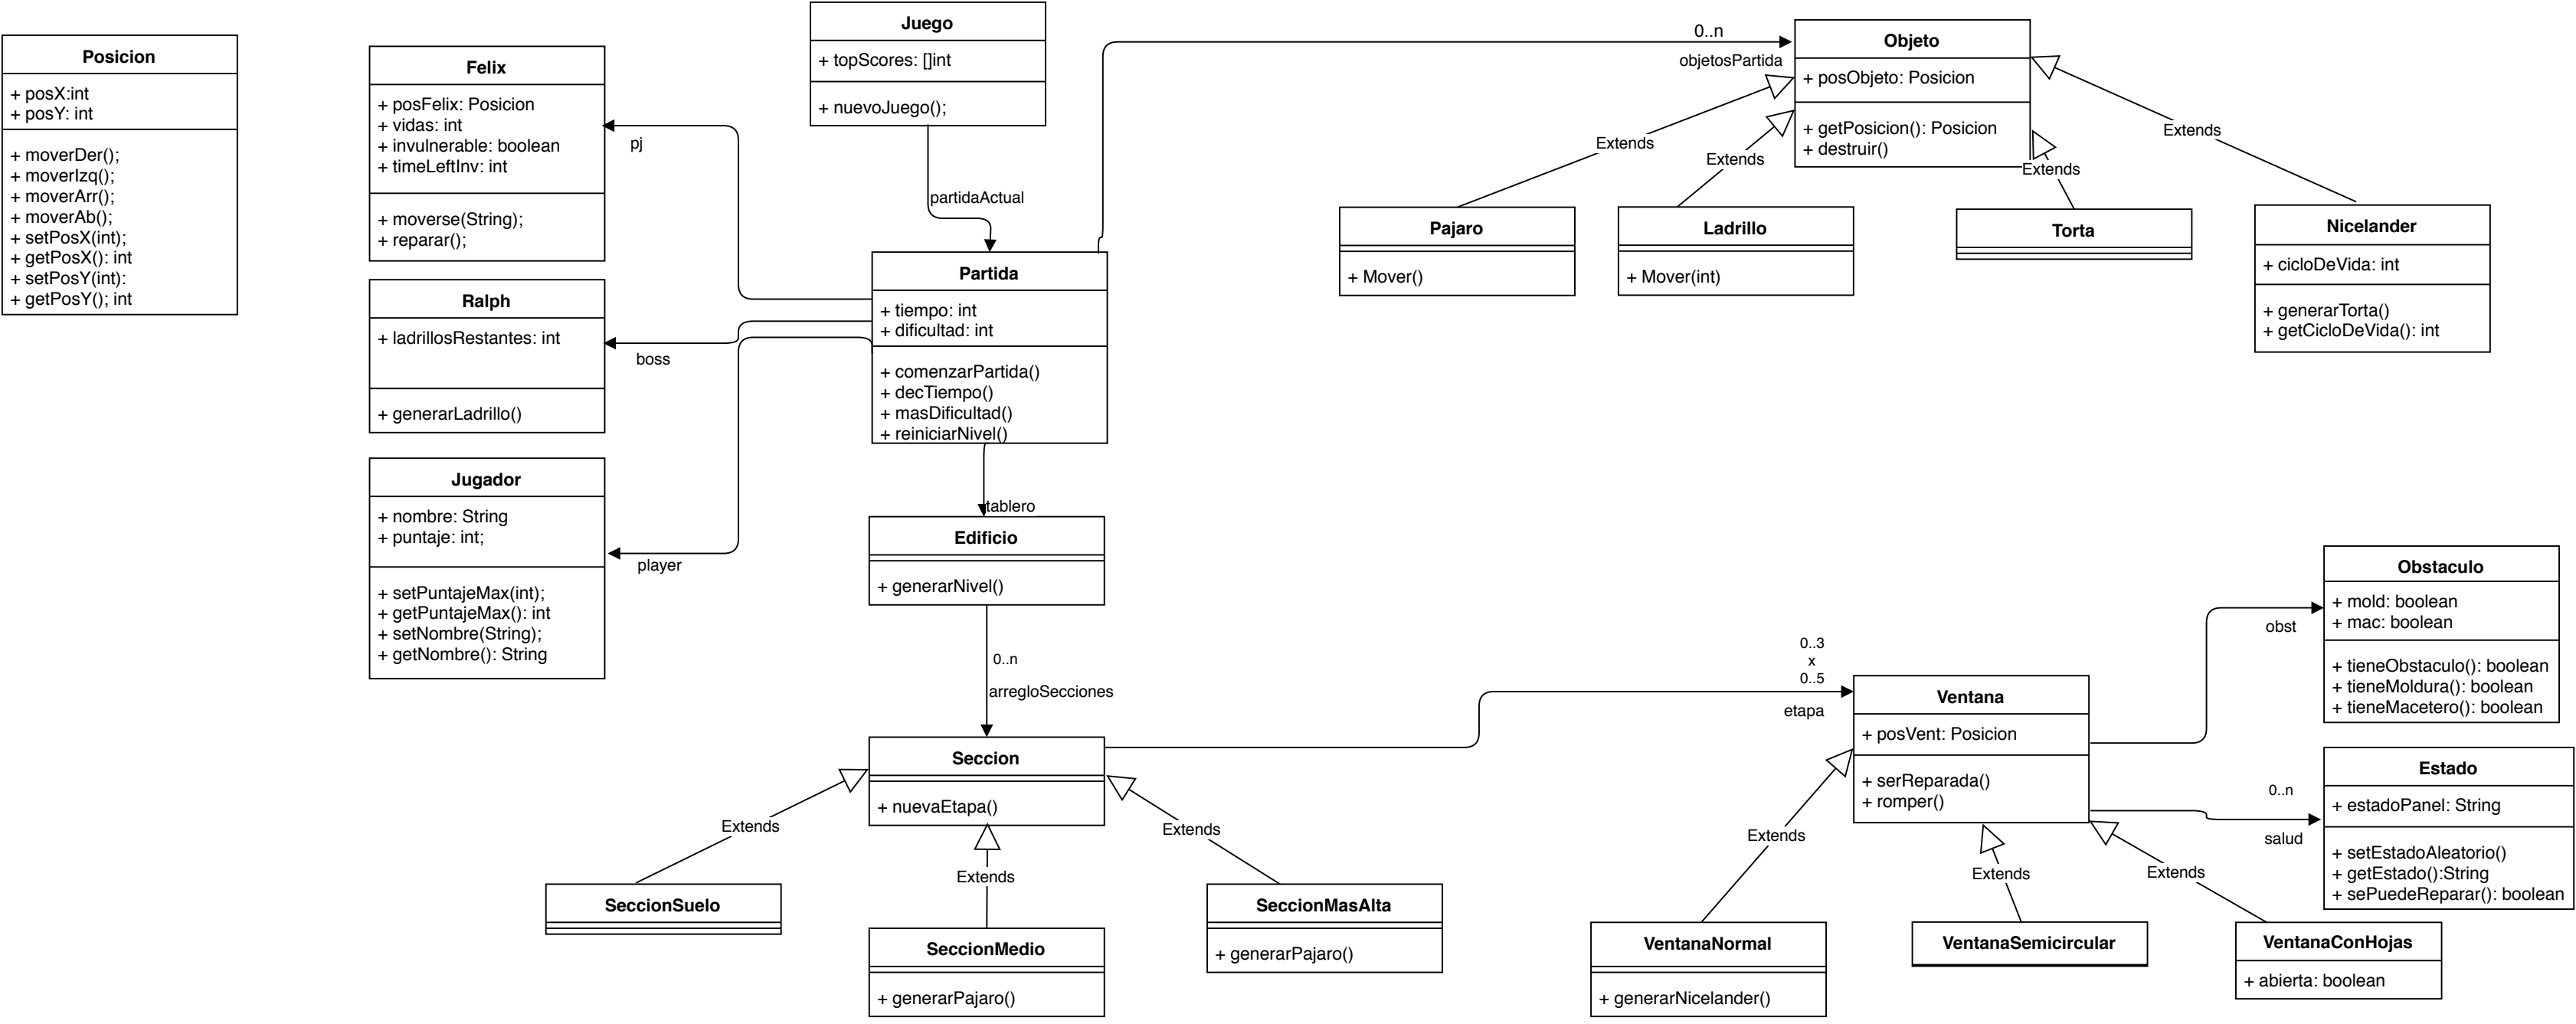 Posicion
+ posX:int
+ posY: int
+ moverDer();
+ moverIzq();
+ moverArr();
+ moverAb();
+ setPosX(int);
+ getPosX(): int
+ setPosY(int):
+ getPosY(); int
Felix
+ posFelix: Posicion
+ vidas: int
+ invulnerable: boolean
+ timeLeftInv: int
+ moverse(String);
+ reparar();
pj
Ralph
+ ladrillosRestantes: int
+ generarLadrillo()
boss
Jugador
+ nombre: String
+ puntaje: int;
+ setPuntajeMax(int);
+ getPuntajeMax(): int
+ setNombre(String);
+ getNombre(): String
player
Juego
+ topScores: []int
+ nuevoJuego();
partidaActual
Partida
+ tiempo: int
+ dificultad: int
+ comenzarPartida()
+ decTiempo()
+ masDificultad()
+ reiniciarNivel()
tablero
Edificio
+ generarNivel()
0..n
arregloSecciones
Seccion
+ nuevaEtapa()
Extends
Extends
Extends
SeccionSuelo
SeccionMedio
+ generarPajaro()
SeccionMasAlta
+ generarPajaro()
0..n
objetosPartida
Objeto
+ posObjeto: Posicion
+ getPosicion(): Posicion
+ destruir()
Extends
Extends
Extends
Extends
Pajaro
+ Mover()
Ladrillo
+ Mover(int)
Torta
Nicelander
+ cicloDeVida: int
+ generarTorta()
+ getCicloDeVida(): int
0..3
x
0..5
etapa
Ventana
+ posVent: Posicion
+ serReparada()
+ romper()
Extends
Extends
Extends
VentanaNormal
+ generarNicelander()
VentanaSemicircular
VentanaConHojas
+ abierta: boolean
obst
Obstaculo
+ mold: boolean
+ mac: boolean
+ tieneObstaculo(): boolean
+ tieneMoldura(): boolean
+ tieneMacetero(): boolean
0..n
salud
Estado
+ estadoPanel: String
+ setEstadoAleatorio()
+ getEstado():String
+ sePuedeReparar(): boolean